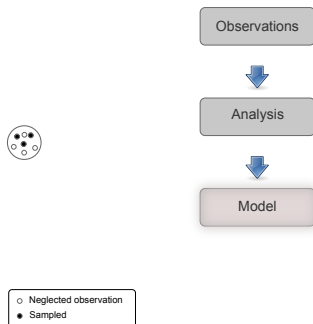 Observations
Analysis
Model
Neglected observation
Sampled